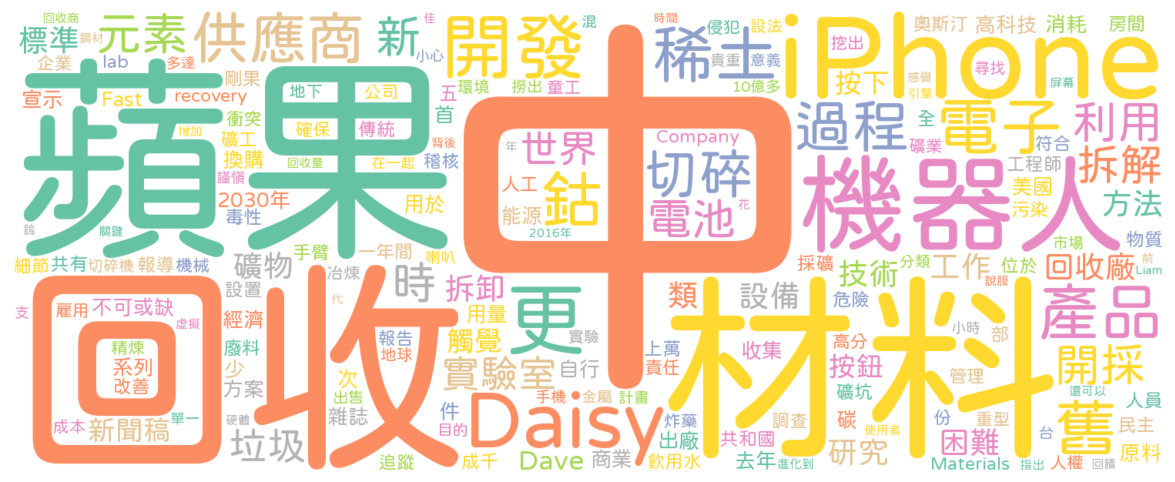 回收商 佳 混 時間
標準 鋼材 元素 供應商 新 小心 開發 稀土 侵犯 設法 iPhone 挖出 奧斯汀 高科技 消耗 房間
企業 lab 多達 剛果 貴重 意義 按下 感覺 尋找 屏幕
宣示 Fast recovery 地下 公司 五 環境 撈出 童工 10億多 引擎
蘋果 中 首 過程 全 電子 利用
增加 衝突 礦工 確保 傳統 背後 世界 Company 礦業 符合
換購 回收量 在一起 稽核 年 切碎 機器人 工程師 拆解
謹慎 2030年 人工 鈷 美國
毒性 用於 能源 電池 花 污染 方法
鎢 關鍵 2016年 市場 物質
手臂 一年間 喇叭 採礦 分類 前
細節 共有 切碎機 報導 機械 礦物 冶煉 時 技術 工作 位於 回收廠 Liam
回收 設置 代 拆卸 更 類 設備 危險 材料 說服 產品
支 雇用 不可或缺 虛擬 經濟 用量 小時 部
精煉 廢料 報告 地球 觸覺 實驗 上萬 收集 高分 開採
系列 少 次 實驗室 自行 責任 按鈕 管理 還可以
改善 方案 出售 手機 金屬 計畫 礦坑 舊 人員
成本 新聞稿 單一 硬體 雜誌 件 Daisy 炸藥 調查 碳 份 重型 台 民主
垃圾 目的 出廠 共和國 使用者 困難
追蹤 成千 Dave 商業 飲用水 去年 進化到 研究 Materials 指出 人權 回饋 原料